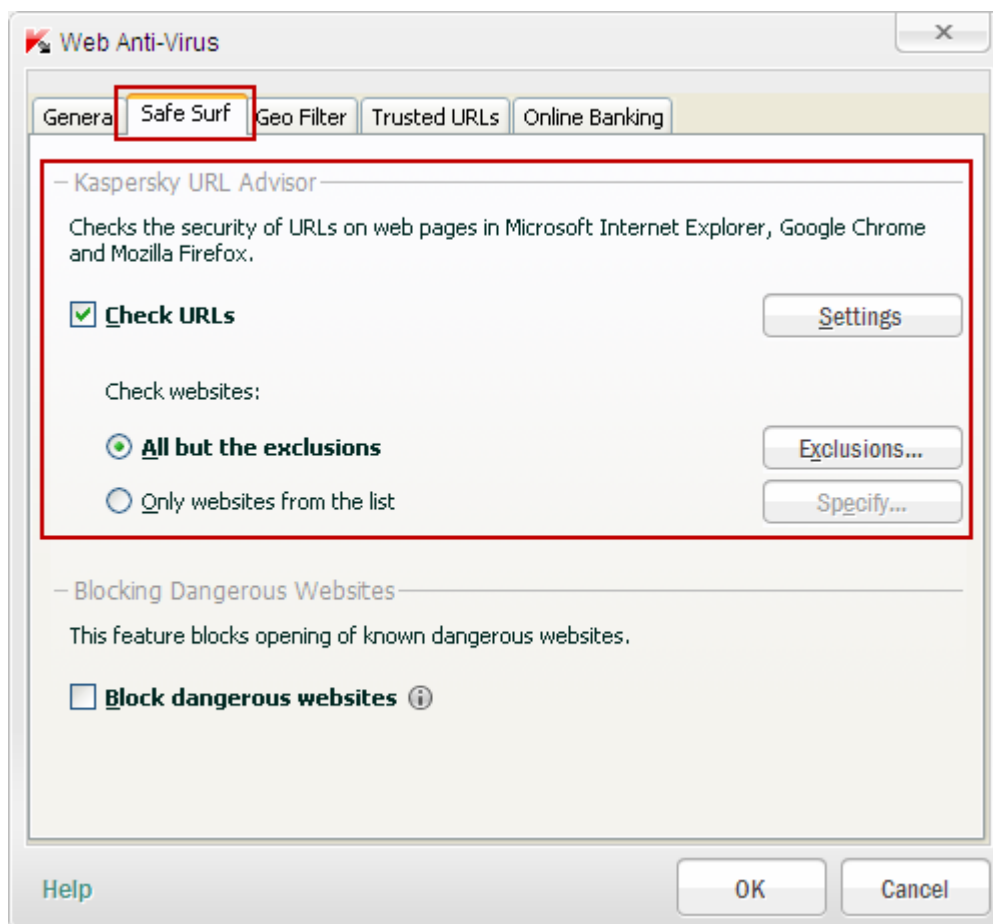 Web Anti-Virus
Genera Safe Surf Geo Filter Trusted URLs Online Banking
Kaspersky URL Advisor
Checks the security of URLs on web pages in Microsoft Internet Explorer, Google Chrome
and Mozilla Firefox.
Check URLs Settings
Check websites:
All but the exclusions Exclusions...
Only websites from the list Specify...
Blocking Dangerous Websites
This feature blocks opening of known dangerous websites.
Block dangerous websites
Help OK Cancel